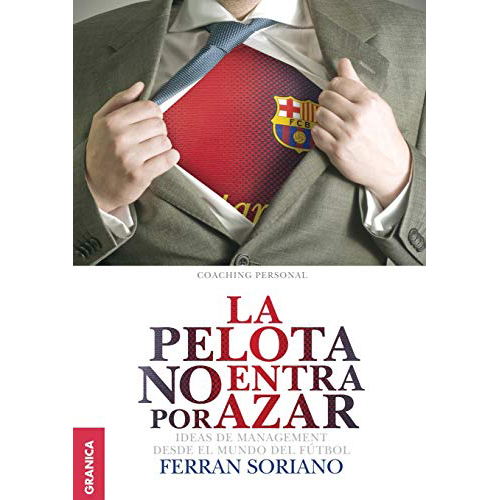 FCB
COACHING PERSONAL
LA
PELOTA
NO ENTRA
POR AZAR
IDEAS DE MANAGEMENT
DESDE EL MUNDO DEL FÚTBOL
FERRAN SORIANO
GRANICA